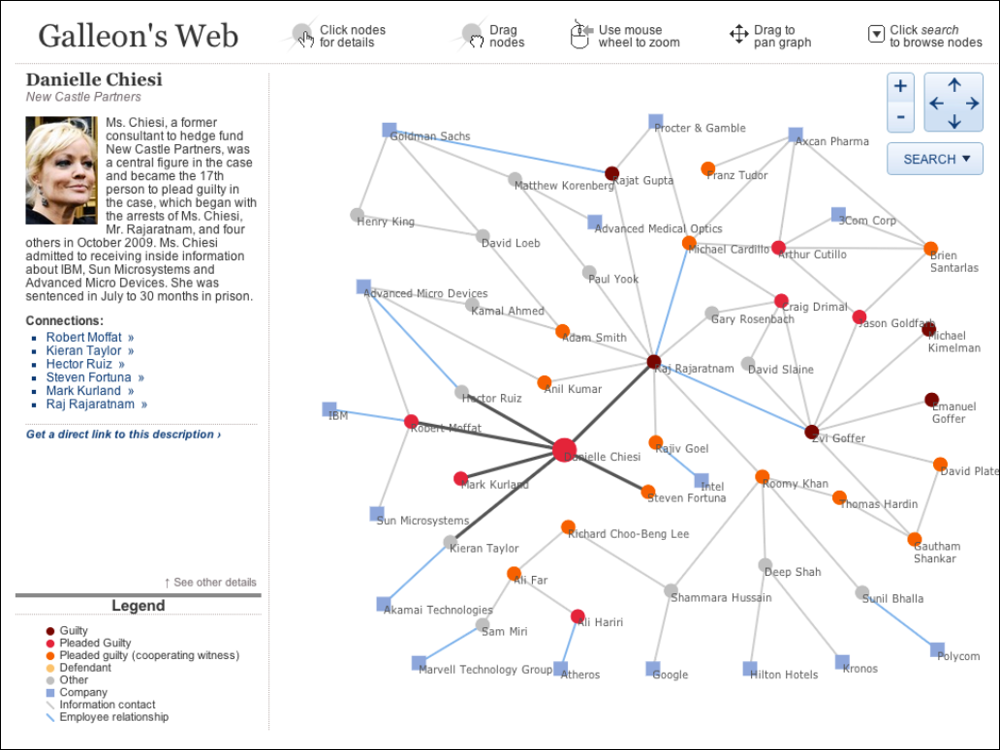 Galleon's Web
Click nodes
for details
Drag
nodes
Use mouse
wheel to zoom
Drag to
pan graph
Click search
to browse nodes
Danielle Chiesi
New Castle Partners
Ms. Chiesi, a former
consultant to hedge fund
New Castle Partners, was
a central figure in the case
and became the 17th
person to plead guilty in
the case, which began with
the arrests of Ms. Chiesi,
Mr. Rajaratnam, and four
others in October 2009. Ms. Chiesi
admitted to receiving inside information
about IBM, Sun Microsystems and
Advanced Micro Devices. She was
sentenced in July to 30 months in prison.
Connections:
Robert Moffat »
Kieran Taylor »
Hector Ruiz »
Steven Fortuna »
Mark Kurland »
Raj Rajaratnam »
Get a direct link to this description ›
↑ See other details
Legend
Guilty
Pleaded Guilty
Pleaded guilty (cooperating witness)
Defendant
Other
Company
Information contact
Employee relationship
+
-
SEARCH
Goldman Sachs
Procter & Gamble
Axcan Pharma
Matthew Korenberg
Rajat Gupta
Franz Tudor
Henry King
Advanced Medical Optics
3Com Corp
David Loeb
Michael Cardillo
Arthur Cutillo
Brien
Santarlas
Paul Yook
Advanced Micro Devices
Kamal Ahmed
Gary Rosenbach
Craig Drimal
Jason Goldfarb
Michael
Kimelman
Adam Smith
Raj Rajaratnam
David Slaine
Anil Kumar
Hector Ruiz
IBM
Robert Moffat
Emanuel
Goffer
Zvi Goffer
Danielle Chiesi
Rajiv Goel
Mark Kurland
Intel
Steven Fortuna
Roomy Khan
David Plate
Thomas Hardin
Sun Microsystems
Richard Choo-Beng Lee
Kieran Taylor
Gautham
Shankar
Deep Shah
Ali Far
Shammara Hussain
Sunil Bhalla
Akamai Technologies
Ali Hariri
Sam Miri
Polycom
Marvell Technology Group
Atheros
Google
Hilton Hotels
Kronos